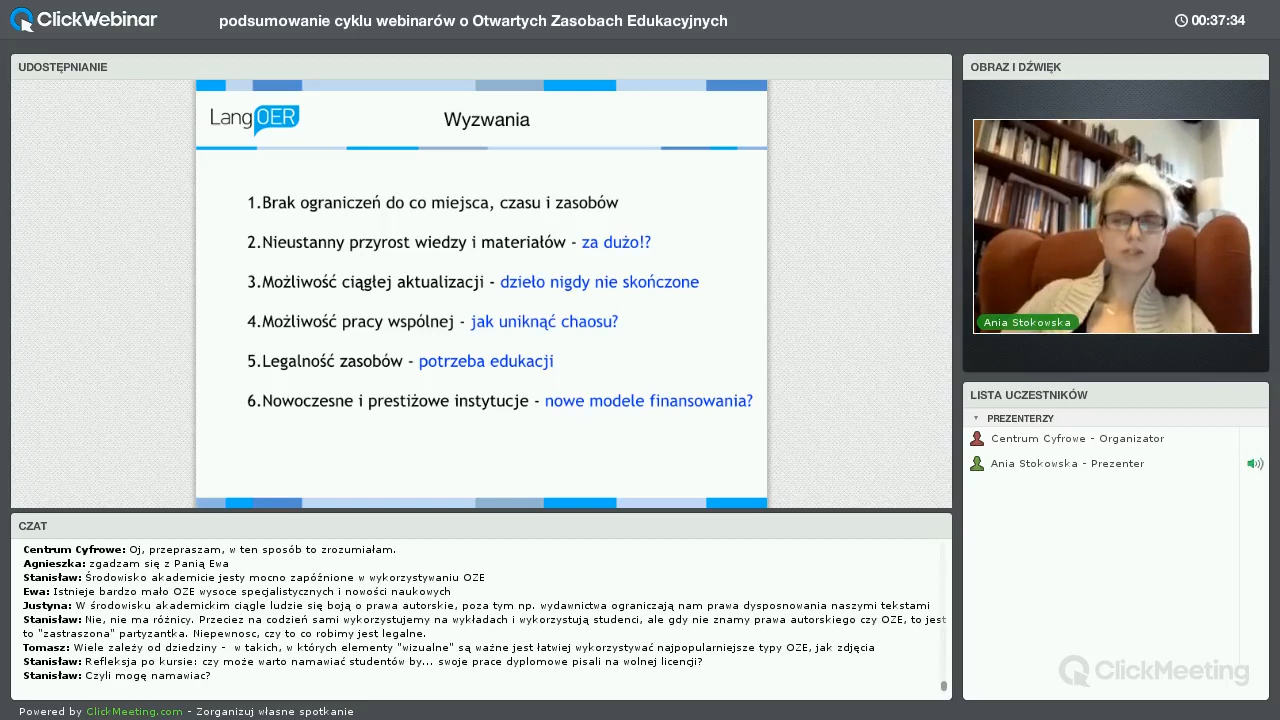 ClickWebinar
podsumowanie cyklu webinarów o Otwartych Zasobach Edukacyjnych
00:37:34
UDOSTĘPNIANIE
LangOER
Wyzwania
1.Brak ograniczeń do co miejsca, czasu i zasobów
2.Nieustanny przyrost wiedzy i materiałów - za dużo!?
3.Możliwość ciągłej aktualizacji - dzieło nigdy nie skończone
4.Możliwość pracy wspólnej - jak uniknąć chaosu?
5.Legalność zasobów - potrzeba edukacji
6.Nowoczesne i prestiżowe instytucje - nowe modele finansowania?
OBRAZ I DŹWIĘK
Ania Stokowska
LISTA UCZESTNIKÓW
PREZENTERZY
Centrum Cyfrowe - Organizator
Ania Stokowska - Prezenter
ClickMeeting
CZAT
Centrum Cyfrowe: Oj, przepraszam, w ten sposób to zrozumiałam.
Agnieszka: zgadzam się z Panią Ewa
Stanisław: Środowisko akademicie jesty mocno zapóźnione w wykorzystywaniu OZE
Ewa: Istnieje bardzo mało OZE wysoce specjalistycznych i nowości naukowych
Justyna: W środowisku akademickim ciągle ludzie się boją o prawa autorskie, poza tym np. wydawnictwa ograniczają nam prawa dysposnowania naszymi tekstami
Stanisław: Nie, nie ma różnicy. Przeciez na codzień sami wykorzystujemy na wykładach i wykorzystują studenci, ale gdy nie znamy prawa autorskiego czy OZE, to jest
to "zastraszona" partyzantka. Niepewnosc, czy to co robimy jest legalne.
Tomasz: Wiele zależy od dziedziny - w takich, w których elementy "wizualne" są ważne jest łatwiej wykorzystywać najpopularniejsze typy OZE, jak zdjęcia
Stanisław: Refleksja po kursie: czy może warto namawiać studentów by... swoje prace dyplomowe pisali na wolnej licencji?
Stanisław: Czyli mogę namawiac?
Powered by ClickMeeting.com - Zorganizuj własne spotkanie